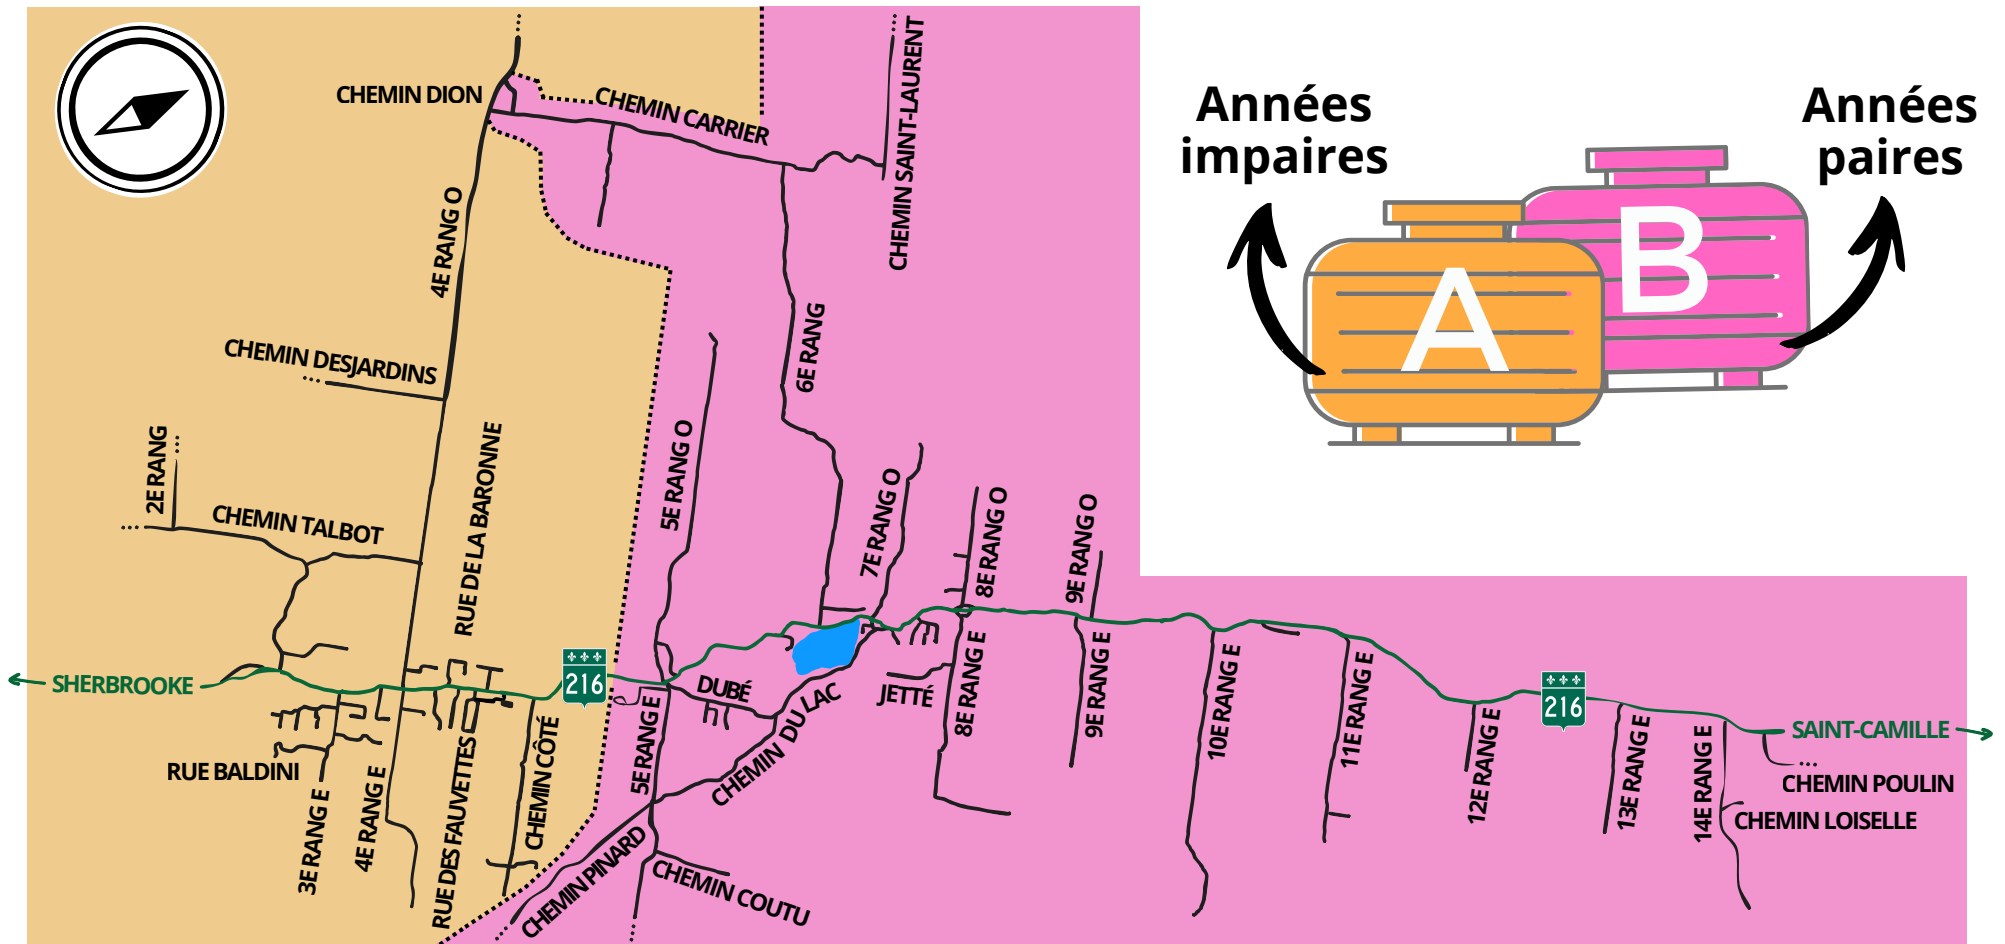 CHEMIN DION
CHEMIN CARRIER
CHEMIN SAINT-LAURENT
Années
impaires
Années
paires
A
B
4E RANG O
6E RANG
CHEMIN DESJARDINS
2E RANG
CHEMIN TALBOT
RUE DE LA BARONNE
5E RANG O
7E RANG O
8E RANG O
9E RANG O
SHERBROOKE
216
DUBÉ
CHEMIN DU LAC
JETTÉ
8E RANG E
9E RANG E
10E RANG E
11E RANG E
12E RANG E
216
13E RANG E
14E RANG E
SAINT-CAMILLE
CHEMIN POULIN
CHEMIN LOISELLE
RUE BALDINI
3E RANG E
4E RANG E
RUE DES FAUVETTES
CHEMIN CÔTÉ
5E RANG E
CHEMIN PINARD
CHEMIN COUTU